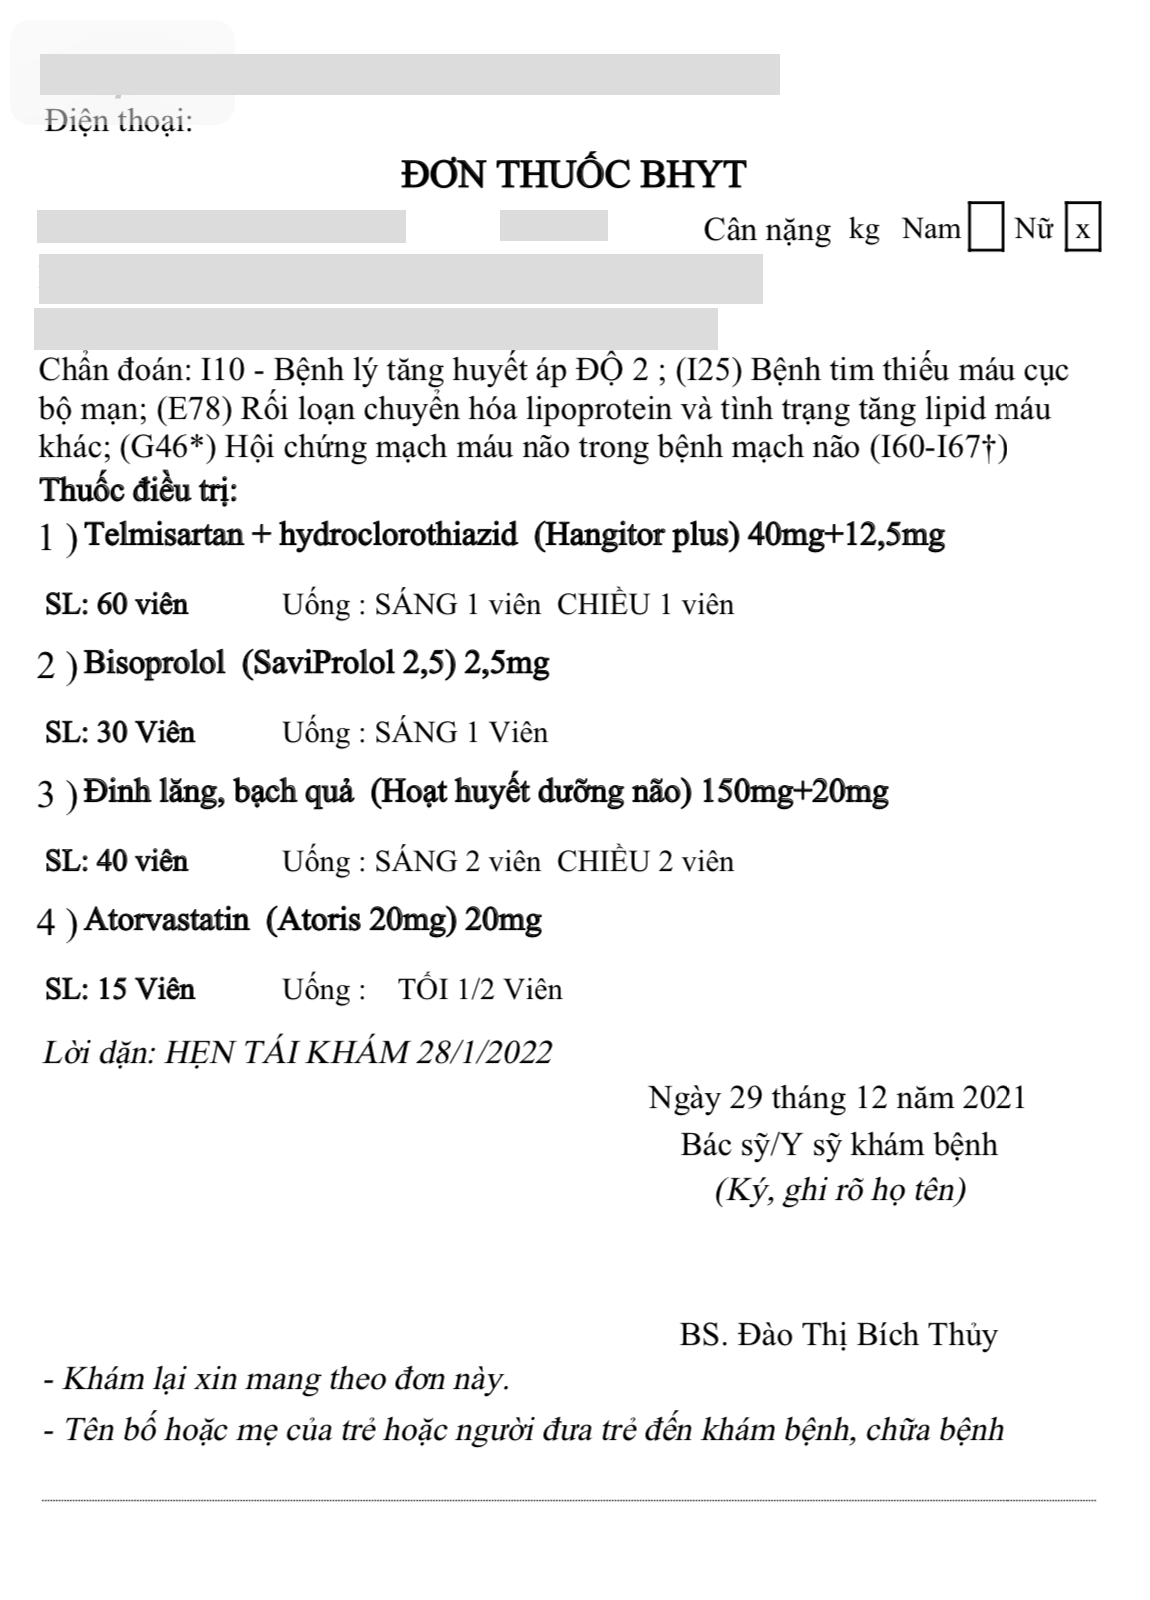 Điện thoại:
ĐƠN THUỐC BHYT
Cân nặng kg Nam Nữ x
Chẩn đoán: I10 - Bệnh lý tăng huyết áp ĐỘ 2 ; (I25) Bệnh tim thiếu máu cục
bộ mạn; (E78) Rối loạn chuyển hóa lipoprotein và tình trạng tăng lipid máu
khác; (G46*) Hội chứng mạch máu não trong bệnh mạch não (I60-I67†)
Thuốc điều trị:
1 ) Telmisartan + hydroclorothiazid (Hangitor plus) 40mg+12,5mg
SL: 60 viên Uống : SÁNG 1 viên CHIỀU 1 viên
2 ) Bisoprolol (SaviProlol 2,5) 2,5mg
SL: 30 Viên Uống : SÁNG 1 Viên
3 ) Đinh lăng, bạch quả (Hoạt huyết dưỡng não) 150mg+20mg
SL: 40 viên Uống : SÁNG 2 viên CHIỀU 2 viên
4 ) Atorvastatin (Atoris 20mg) 20mg
SL: 15 Viên Uống : TỐI 1/2 Viên
Lời dặn: HẸN TÁI KHÁM 28/1/2022
Ngày 29 tháng 12 năm 2021
Bác sỹ/Y sỹ khám bệnh
(Ký, ghi rõ họ tên)
BS. Đào Thị Bích Thủy
- Khám lại xin mang theo đơn này.
- Tên bố hoặc mẹ của trẻ hoặc người đưa trẻ đến khám bệnh, chữa bệnh